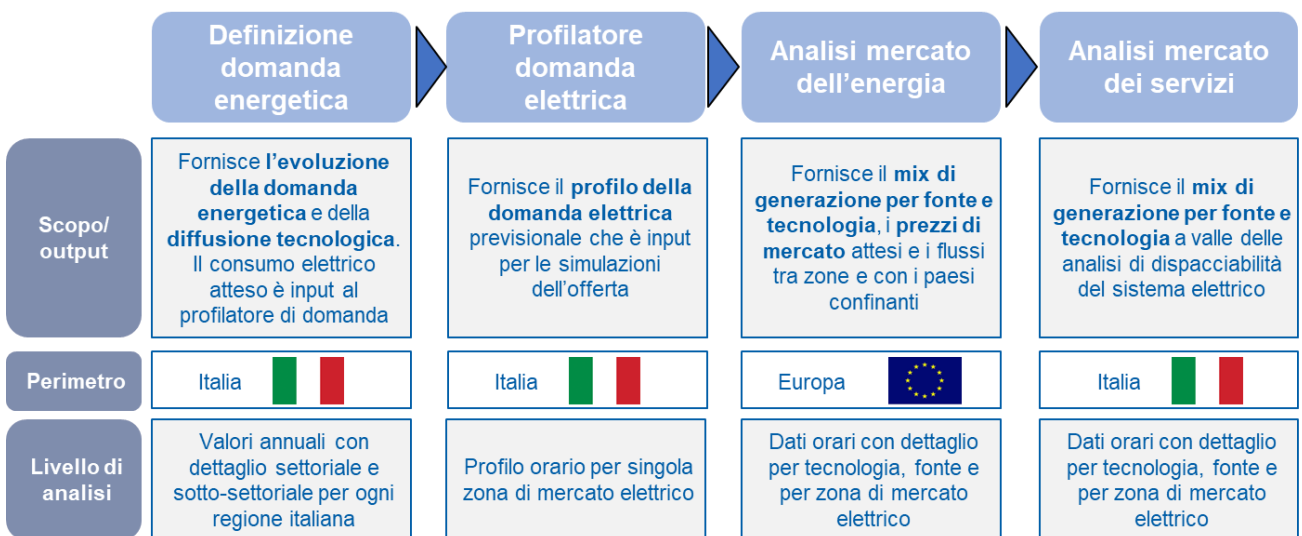 Definizione
domanda
energetica
Profilatore
domanda
elettrica
Analisi mercato
dell’energia
Analisi mercato
dei servizi
Scopo/
output
Fornisce l’evoluzione
della domanda
energetica e della
diffusione tecnologica.
Il consumo elettrico
atteso è input al
profilatore di domanda
Fornisce il profilo della
domanda elettrica
previsionale che è input
per le simulazioni
dell’offerta
Fornisce il mix di
generazione per fonte e
tecnologia, i prezzi di
mercato attesi e i flussi
tra zone e con i paesi
confinanti
Fornisce il mix di
generazione per fonte e
tecnologia a valle delle
analisi di dispacciabilità
del sistema elettrico
Perimetro
Italia
Italia
Europa
Italia
Livello di
analisi
Valori annuali con
dettaglio settoriale e
sotto-settoriale per ogni
regione italiana
Profilo orario per singola
zona di mercato elettrico
Dati orari con dettaglio
per tecnologia, fonte e
per zona di mercato
elettrico
Dati orari con dettaglio
per tecnologia, fonte e
per zona di mercato
elettrico